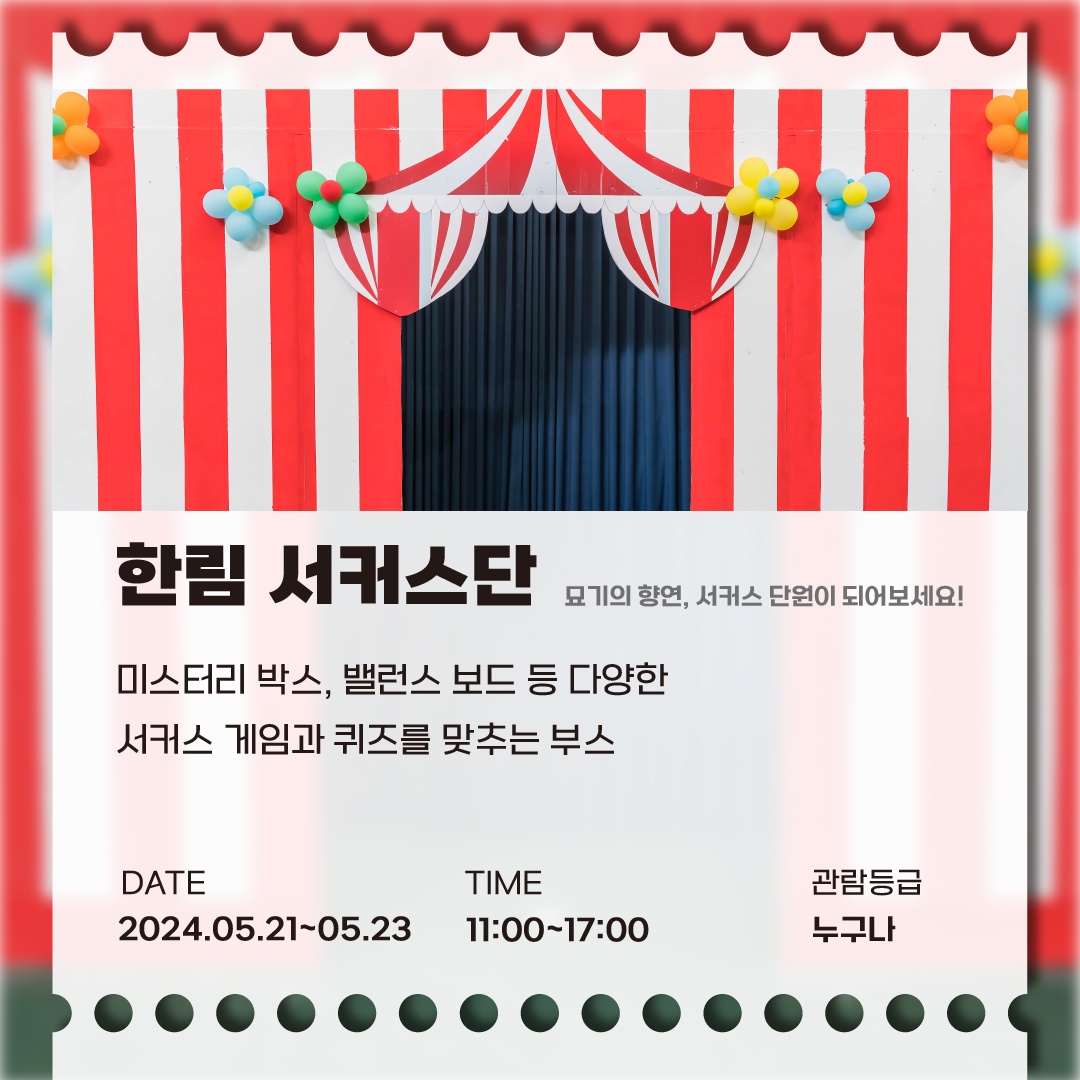 한림 서커스단
묘기의 향연, 서커스 단원이 되어보세요!
미스터리 박스, 밸런스 보드 등 다양한
서커스 게임과 퀴즈를 맞추는 부스
DATE
2024.05.21~05.23
TIME
11:00~17:00
관람등급
누구나